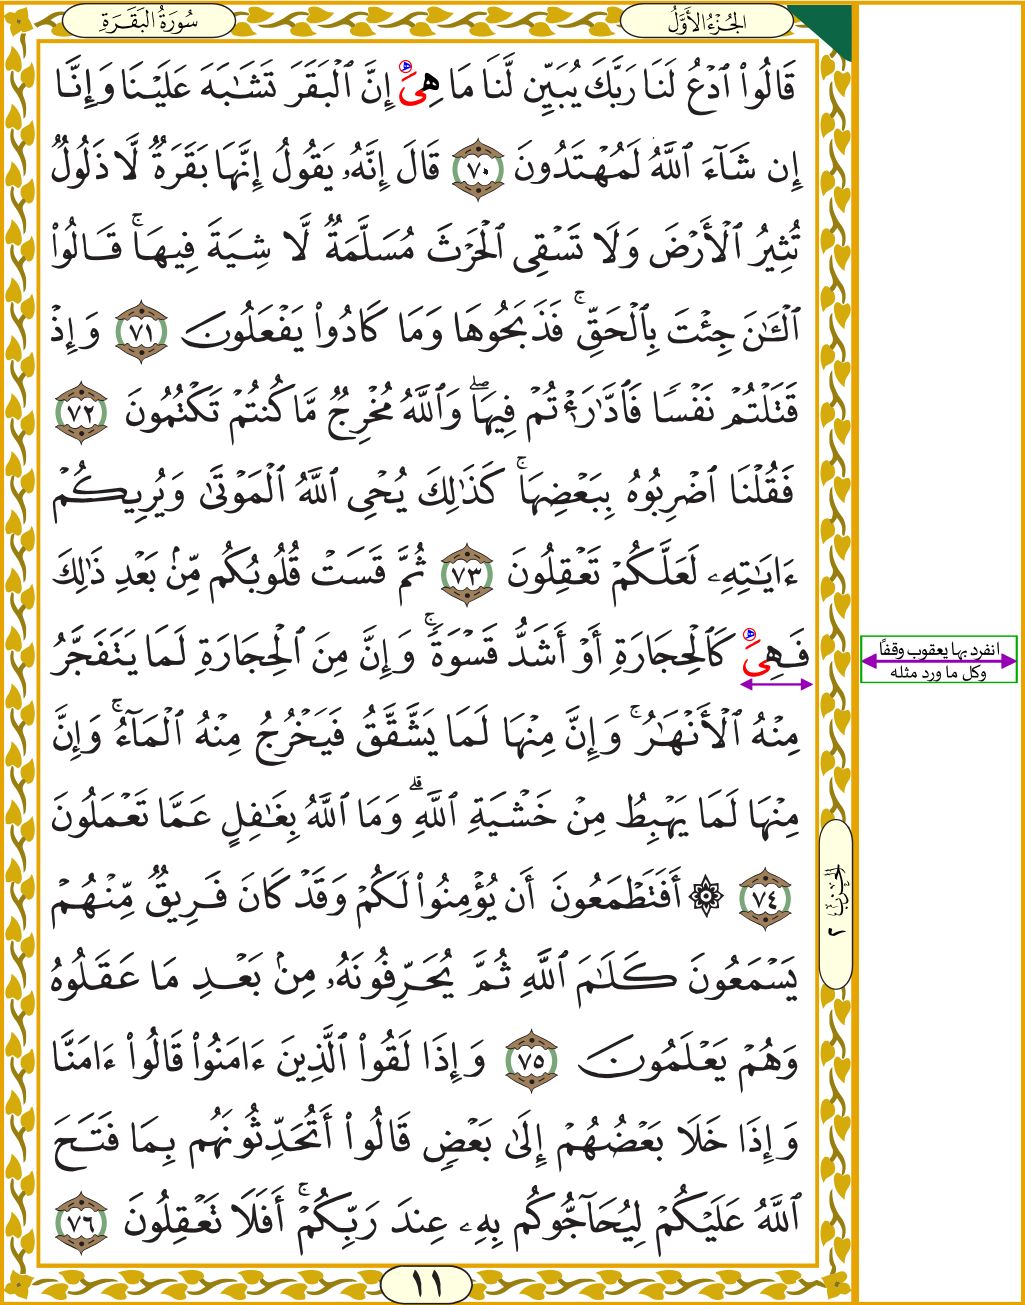 سُورَةُ البَقَرَةِ
الجُزْءُ الأَوَّلُ
قَالُوا۟ ٱدْعُ لَنَا رَبَّكَ يُبَيِّن لَّنَا مَا هِىَ إِنَّ ٱلْبَقَرَ تَشَـٰبَهَ عَلَيْنَا وَإِنَّا
إِن شَآءَ ٱللَّهُ لَمُهْتَدُونَ ٧٠ قَالَ إِنَّهُۥ يَقُولُ إِنَّهَا بَقَرَةٌ لَّا ذَلُولٌ
تُثِيرُ ٱلْأَرْضَ وَلَا تَسْقِى ٱلْحَرْثَ مُسَلَّمَةٌ لَّا شِيَةَ فِيهَا ۚ قَالُوا۟
ٱلْـَٔـٰنَ جِئْتَ بِٱلْحَقِّ ۚ فَذَبَحُوهَا وَمَا كَادُوا۟ يَفْعَلُونَ ٧١ وَإِذْ
قَتَلْتُمْ نَفْسًا فَٱدَّٰرَْٰٔتُمْ فِيهَا ۖ وَٱللَّهُ مُخْرِجٌ مَّا كُنتُمْ تَكْتُمُونَ ٧٢
فَقُلْنَا ٱضْرِبُوهُ بِبَعْضِهَا ۚ كَذَٰلِكَ يُحْىِ ٱللَّهُ ٱلْمَوْتَىٰ وَيُرِيكُمْ
ءَايَـٰتِهِۦ لَعَلَّكُمْ تَعْقِلُونَ ٧٣ ثُمَّ قَسَتْ قُلُوبُكُم مِّنۢ بَعْدِ ذَٰلِكَ
فَهِىَ كَٱلْحِجَارَةِ أَوْ أَشَدُّ قَسْوَةً ۚ وَإِنَّ مِنَ ٱلْحِجَارَةِ لَمَا يَتَفَجَّرُ
انفرد بها يعقوب وقفًا
وكل ما ورد مثله
مِنْهُ ٱلْأَنْهَـٰرُ ۚ وَإِنَّ مِنْهَا لَمَا يَشَّقَّقُ فَيَخْرُجُ مِنْهُ ٱلْمَآءُ ۚ وَإِنَّ
مِنْهَا لَمَا يَهْبِطُ مِنْ خَشْيَةِ ٱللَّهِ ۗ وَمَا ٱللَّهُ بِغَـٰفِلٍ عَمَّا تَعْمَلُونَ
٧٤ ۞ أَفَتَطْمَعُونَ أَن يُؤْمِنُوا۟ لَكُمْ وَقَدْ كَانَ فَرِيقٌ مِّنْهُمْ
يَسْمَعُونَ كَلَـٰمَ ٱللَّهِ ثُمَّ يُحَرِّفُونَهُۥ مِنۢ بَعْدِ مَا عَقَلُوهُ
وَهُمْ يَعْلَمُونَ ٧٥ وَإِذَا لَقُوا۟ ٱلَّذِينَ ءَامَنُوا۟ قَالُوٓا۟ ءَامَنَّا
وَإِذَا خَلَا بَعْضُهُمْ إِلَىٰ بَعْضٍ قَالُوٓا۟ أَتُحَدِّثُونَهُم بِمَا فَتَحَ
ٱللَّهُ عَلَيْكُمْ لِيُحَآجُّوكُم بِهِۦ عِندَ رَبِّكُمْ ۚ أَفَلَا تَعْقِلُونَ ٧٦
الحزب ٢
١١